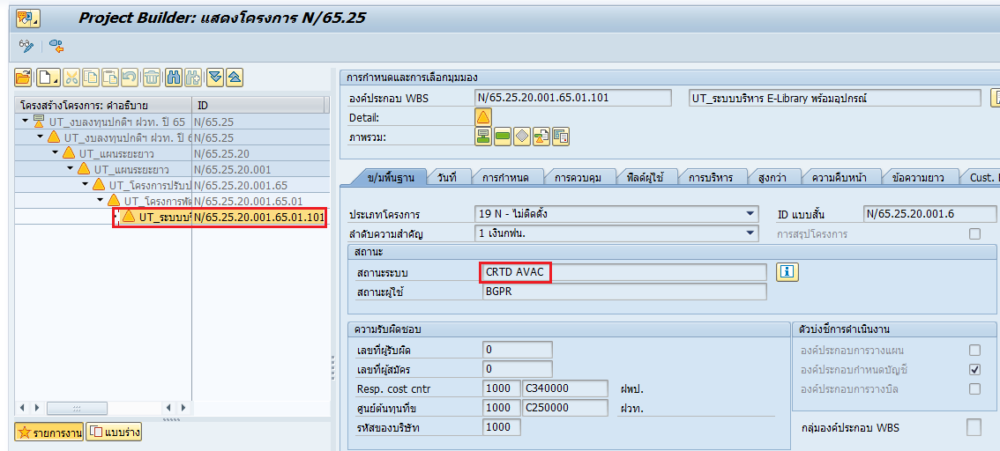 Project Builder: แสดงโครงการ N/65.25
โครงสร้างโครงการ: คำอธิบาย ID
UT_งบลงทุนปกติฯ ฝวท. ปี 65 N/65.25
UT_งบลงทุนปกติฯ ฝวท. ปี 6 N/65.25
UT_แผนระยะยาว N/65.25.20
UT_แผนระยะยาว N/65.25.20.001
UT_โครงการปรับป N/65.25.20.001.65
UT_โครงการพัต N/65.25.20.001.65.01
UT_ระบบบริ N/65.25.20.001.65.01.101
รายการงาน แบบร่าง
การกำหนดและการเลือกมุมมอง
องค์ประกอบ WBS N/65.25.20.001.65.01.101 UT_ระบบบริหาร E-Library พร้อมอุปกรณ์
Detail:
ภาพรวม:
ข/มพื้นฐาน วันที่ การกำหนด การควบคุม ฟิลด์ผู้ใช้ การบริหาร สูงกว่า ความคืบหน้า ข้อความยาว Cust.
ประเภทโครงการ 19 N - ไม่ติดตั้ง ID แบบสั้น N/65.25.20.001.6
ลำดับความสำคัญ 1 เงินกฟน. การสรุปโครงการ
สถานะ
สถานะระบบ CRTD AVAC
สถานะผู้ใช้ BGPR
ความรับผิดชอบ ตัวบ่งชี้การดำเนินงาน
เลขที่ผู้รับผิด 0 องค์ประกอบการวางแผน
เลขที่ผู้สมัคร 0 องค์ประกอบกำหนดบัญชี
Resp. cost cntr 1000 C340000 ฝพป. องค์ประกอบการวางบิล
ศูนย์ต้นทุนที่ข 1000 C250000 ฝวท.
รหัสของบริษัท 1000 กลุ่มองค์ประกอบ WBS